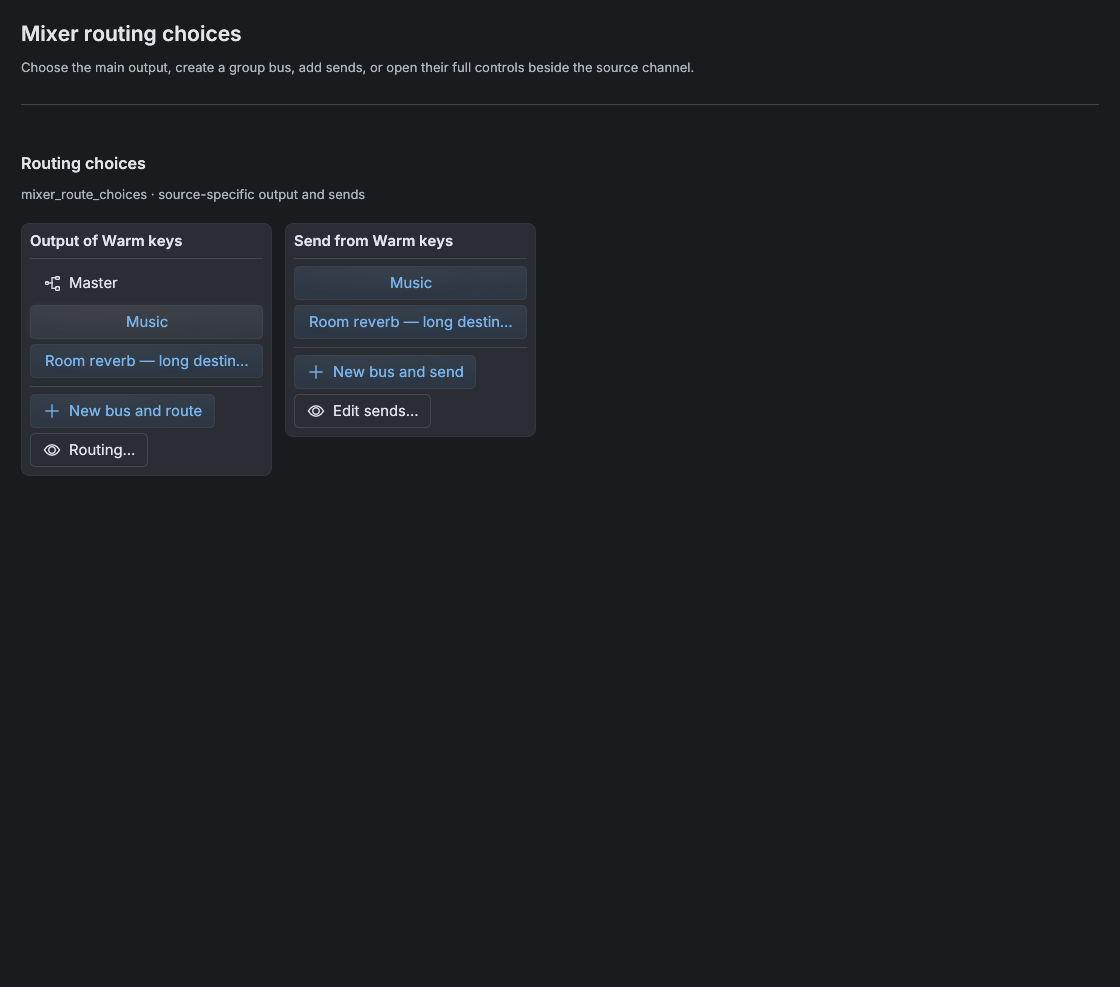 Mixer routing choices
Choose the main output, create a group bus, add sends, or open their full controls beside the source channel.
Routing choices
mixer_route_choices · source-specific output and sends
Output of Warm keys
Master
Music
Room reverb — long destin...
New bus and route
Routing...
Send from Warm keys
Music
Room reverb — long destin...
New bus and send
Edit sends...